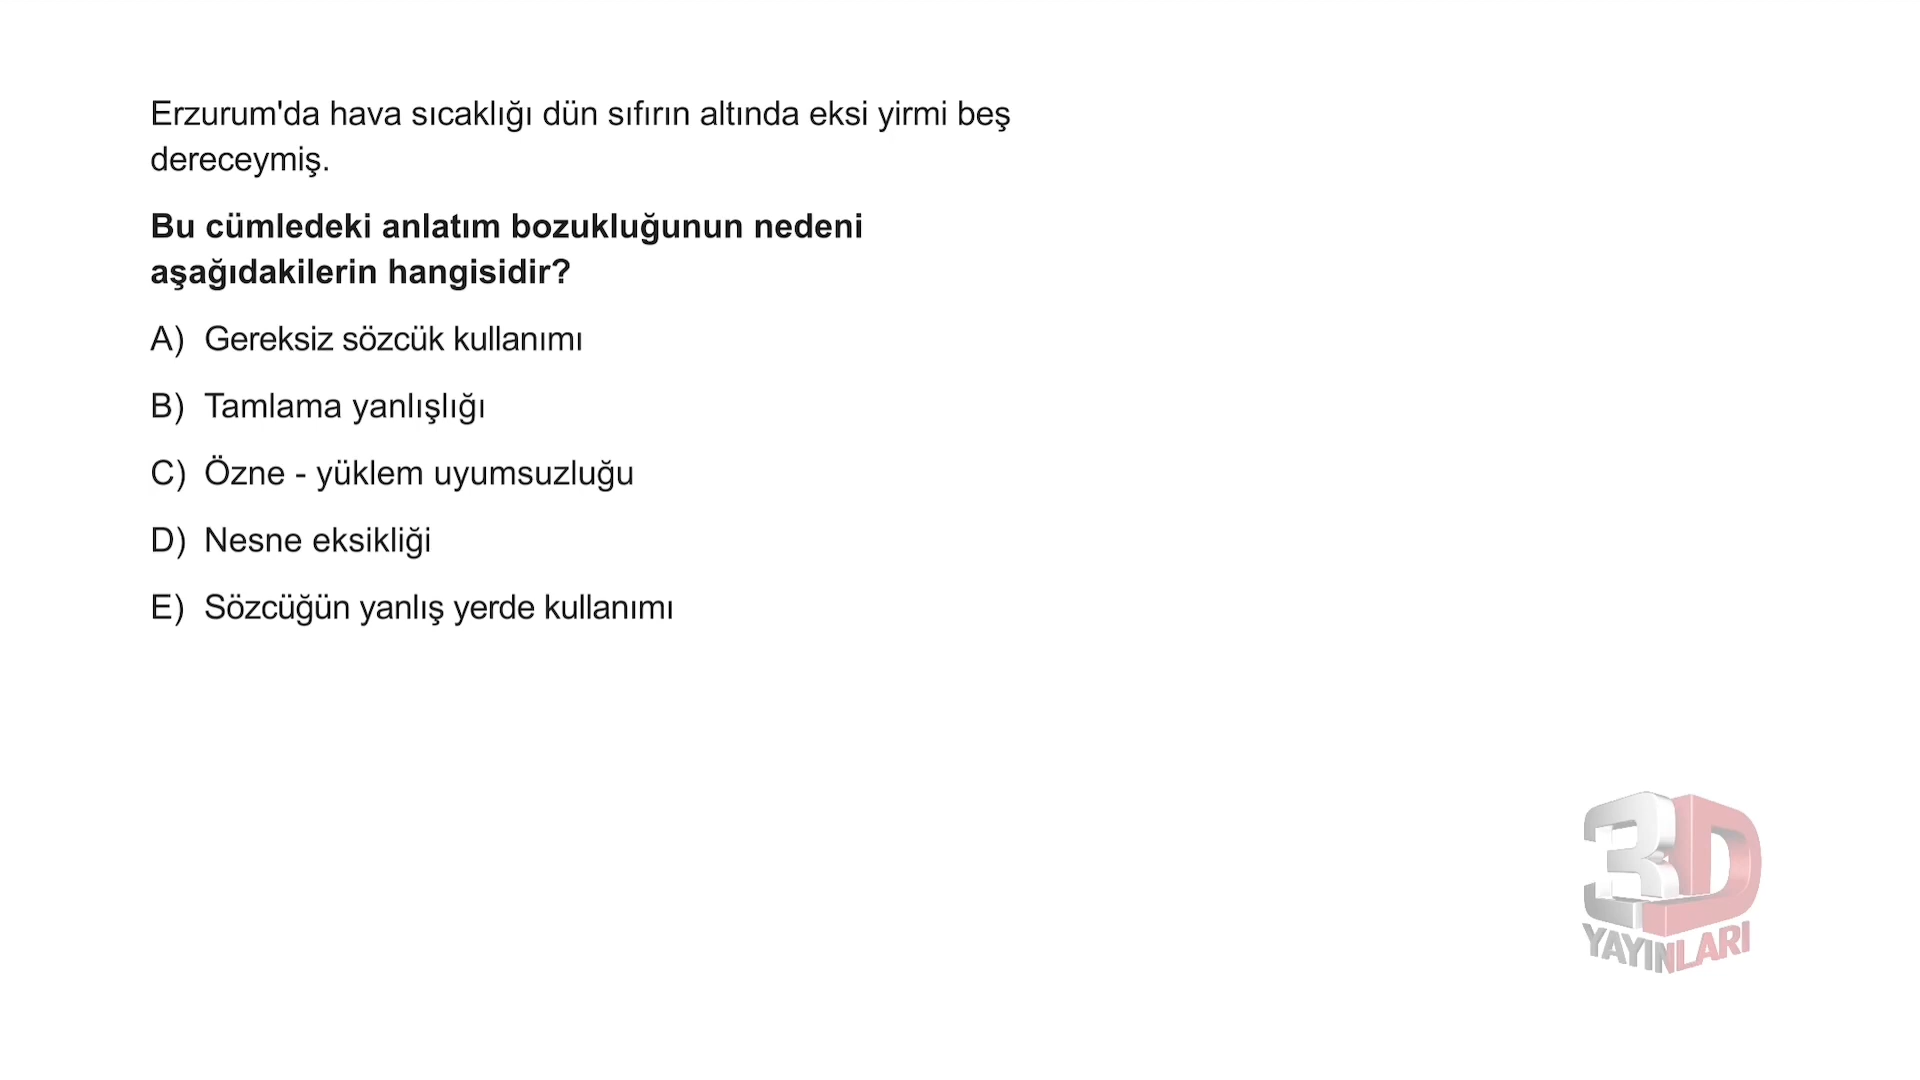 Erzurum'da hava sıcaklığı dün sıfırın altında eksi yirmi beş
dereceymiş.
Bu cümledeki anlatım bozukluğunun nedeni
aşağıdakilerin hangisidir?
A) Gereksiz sözcük kullanımı
B) Tamlama yanlışlığı
C) Özne - yüklem uyumsuzluğu
D) Nesne eksikliği
E) Sözcüğün yanlış yerde kullanımı
3D
YAYINLARI